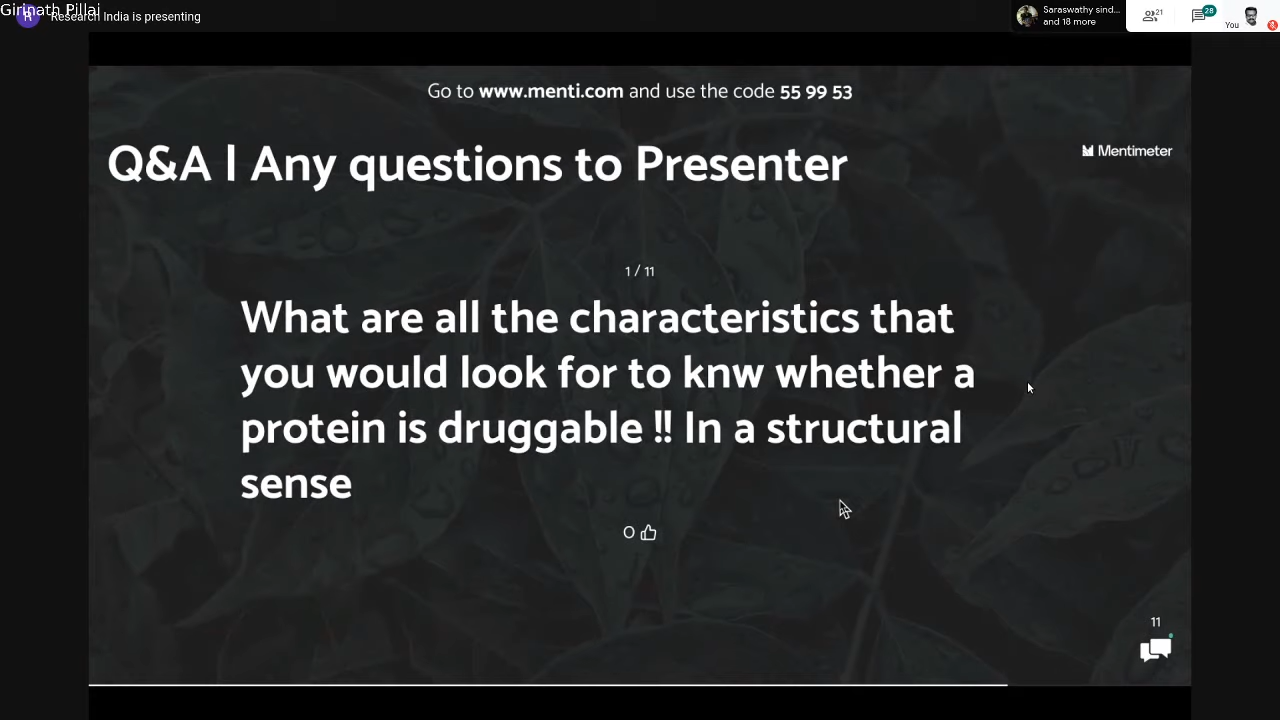 Girinath Pillai
R
Research India is presenting
Saraswathy sind...
and 18 more
21
28
You
Go to www.menti.com and use the code 55 99 53
Q&A | Any questions to Presenter
Mentimeter
1 / 11
What are all the characteristics that
you would look for to knw whether a
protein is druggable !! In a structural
sense
0
11